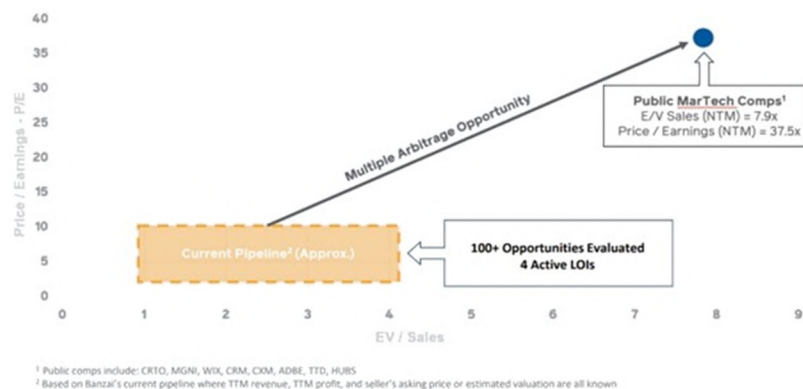 40
35
30
25
20
15
10
5
0
Price / Earnings - P/E
Multiple Arbitrage Opportunity
Public MarTech Comps¹
E/V Sales (NTM) = 7.9x
Price / Earnings (NTM) = 37.5x
Current Pipeline² (Approx.)
100+ Opportunities Evaluated
4 Active LOIs
0 1 2 3 4 5 6 7 8 9
EV / Sales
¹ Public comps include: CRTO, MGNI, WIX, CRM, CXM, ADBE, TTD, HUBS
² Based on Banzai's current pipeline where TTM revenue, TTM profit, and seller's asking price or estimated valuation are all known